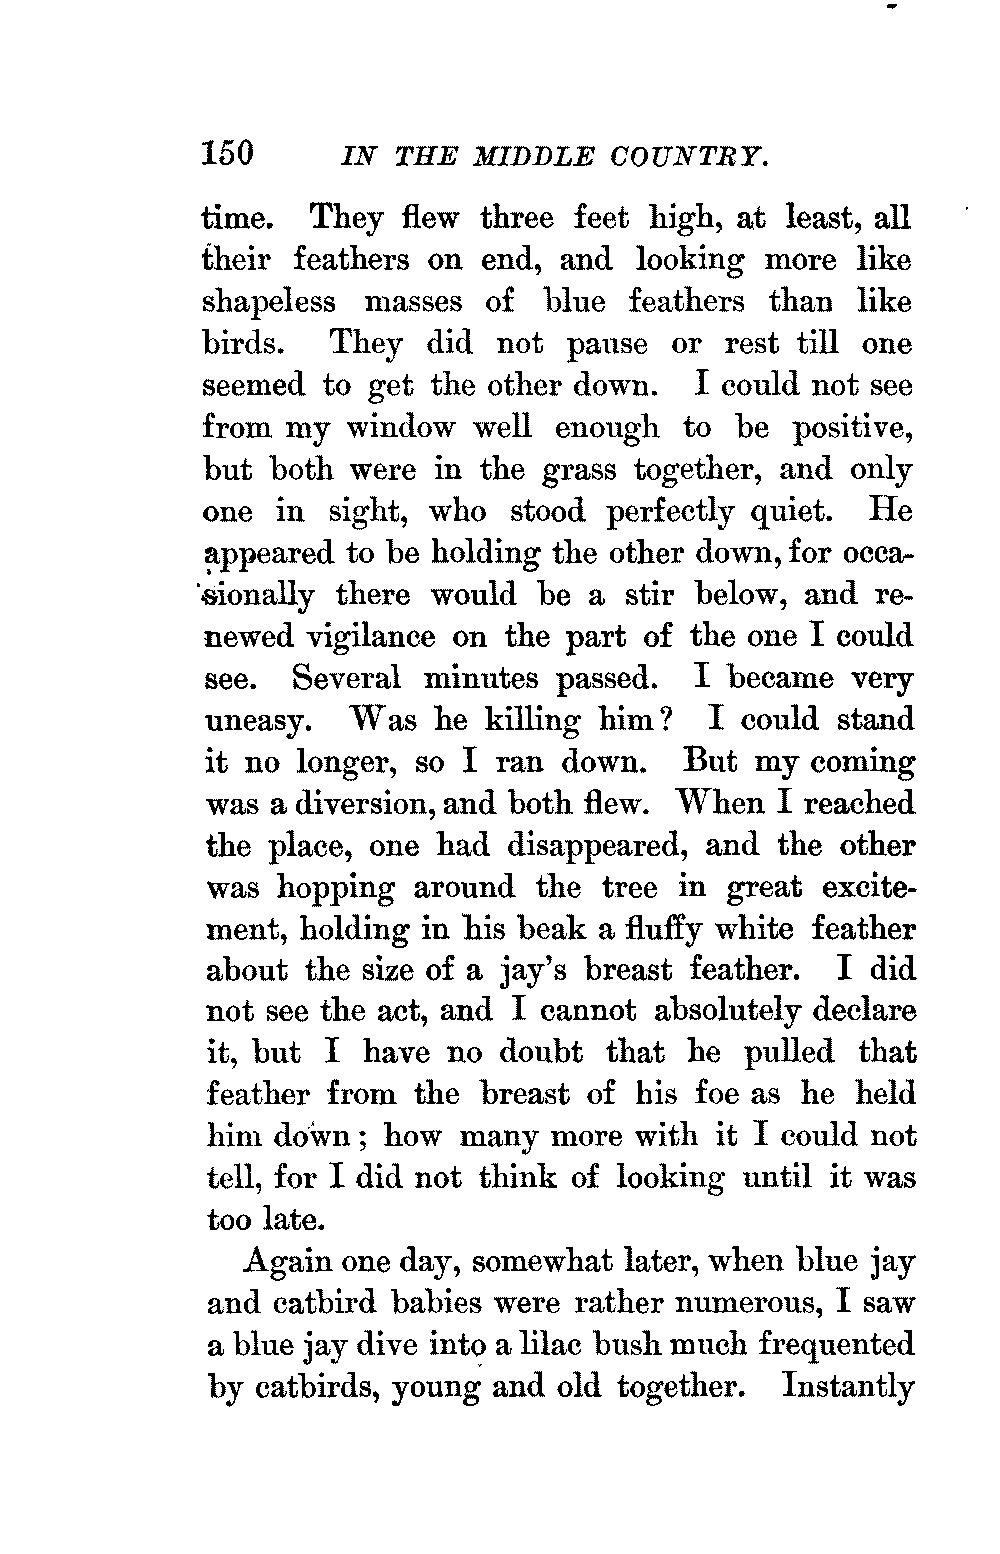 150 IN THE MIDDLE COUNTRY.
time. They flew three feet high, at least, all
their feathers on end, and looking more like
shapeless masses of blue feathers than like
birds. They did not pause or rest till one
seemed to get the other down. I could not see
from my window well enough to be positive,
but both were in the grass together, and only
one in sight, who stood perfectly quiet. He
appeared to be holding the other down, for occa-
sionally there would be a stir below, and re-
newed vigilance on the part of the one I could
see. Several minutes passed. I became very
uneasy. Was he killing him? I could stand
it no longer, so I ran down. But my coming
was a diversion, and both flew. When I reached
the place, one had disappeared, and the other
was hopping around the tree in great excite-
ment, holding in his beak a fluffy white feather
about the size of a jay's breast feather. I did
not see the act, and I cannot absolutely declare
it, but I have no doubt that he pulled that
feather from the breast of his foe as he held
him down; how many more with it I could not
tell, for I did not think of looking until it was
too late.
Again one day, somewhat later, when blue jay
and catbird babies were rather numerous, I saw
a blue jay dive into a lilac bush much frequented
by catbirds, young and old together. Instantly